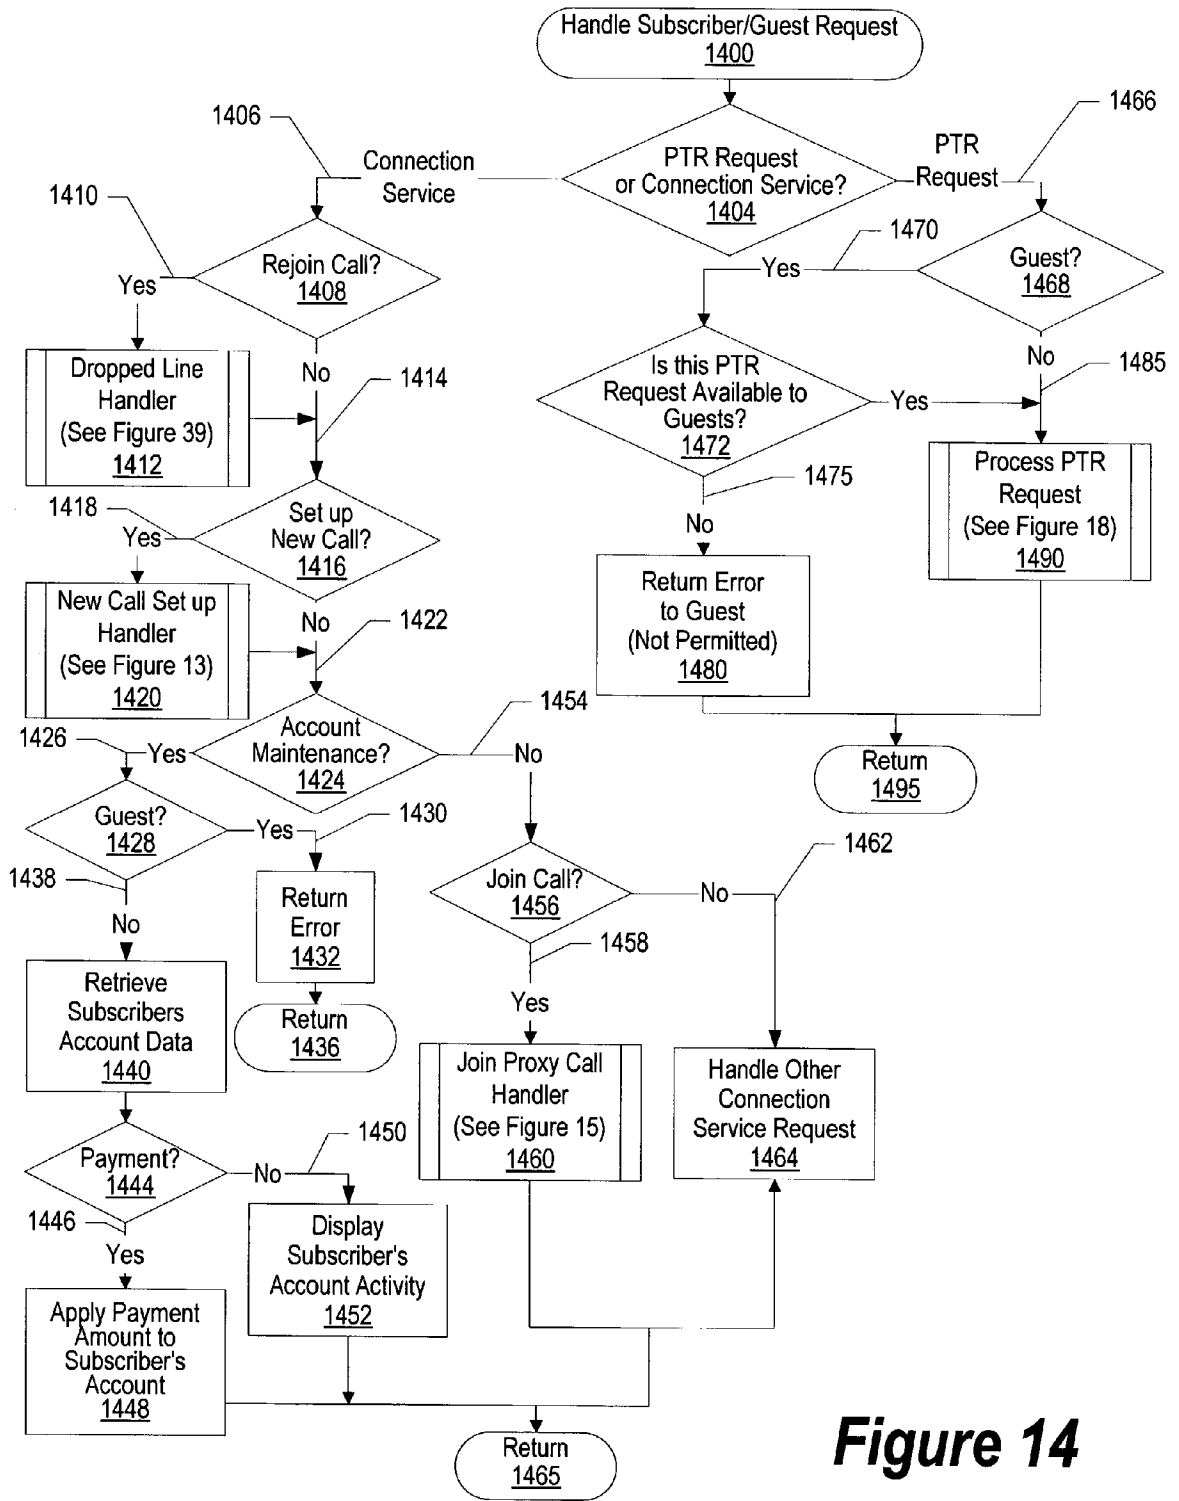 Handle Subscriber/Guest Request
1400
1406
1466
PTR Request
or Connection Service?
1404
Connection
Service
PTR
Request
1410
1470
Rejoin Call?
1408
Yes
Guest?
1468
Yes
No
Dropped Line
Handler
(See Figure 39)
1412
No
1414
Is this PTR
Request Available to
Guests?
1472
Yes
1485
Process PTR
Request
(See Figure 18)
1490
1475
No
1418
Yes
Set up
New Call?
1416
Return Error
to Guest
(Not Permitted)
1480
New Call Set up
Handler
(See Figure 13)
1420
No
1422
1454
1426
Yes
Account
Maintenance?
1424
No
Return
1495
Guest?
1428
Yes
1430
1438
No
Return
Error
1432
Return
1436
Join Call?
1456
No
1462
1458
Yes
Retrieve
Subscribers
Account Data
1440
Join Proxy Call
Handler
(See Figure 15)
1460
Handle Other
Connection
Service Request
1464
Payment?
1444
No
1450
1446
Yes
Display
Subscriber's
Account Activity
1452
Apply Payment
Amount to
Subscriber's
Account
1448
Return
1465
Figure 14